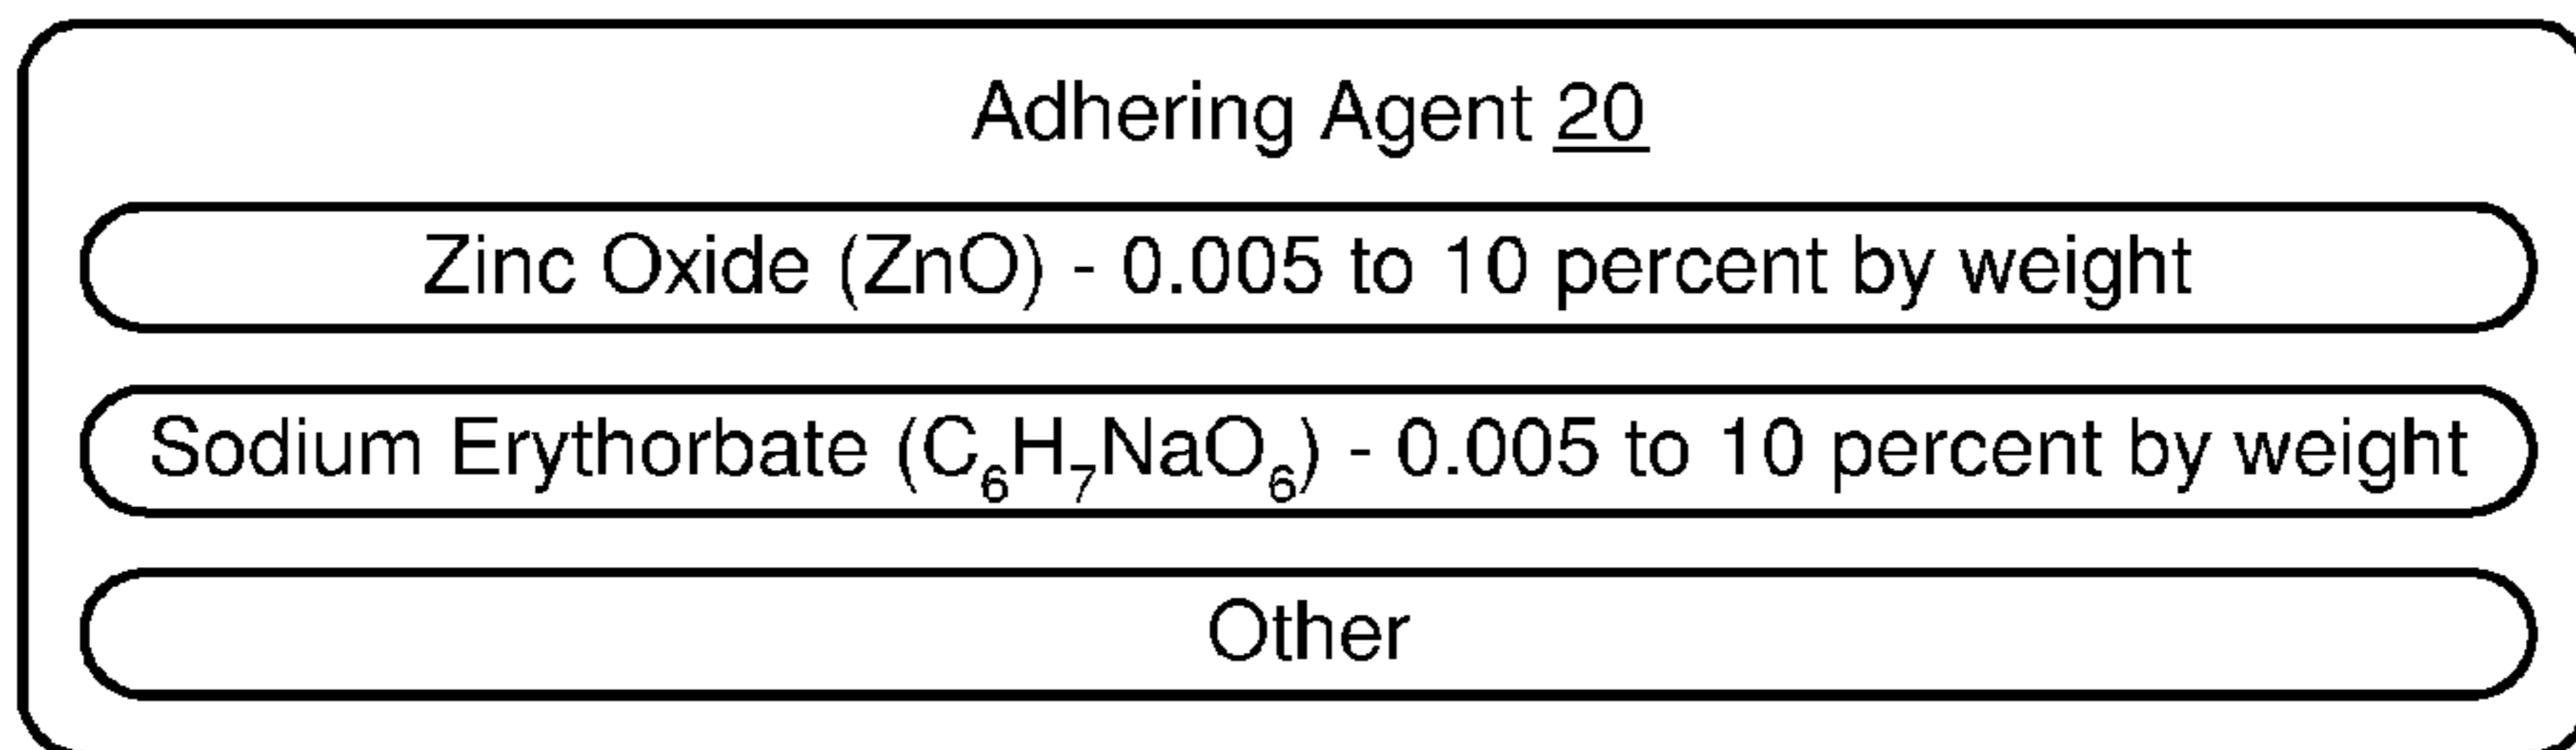 Adhering Agent 20
Zinc Oxide (ZnO) - 0.005 to 10 percent by weight
Sodium Erythorbate (C₆H₇NaO₆) - 0.005 to 10 percent by weight
Other